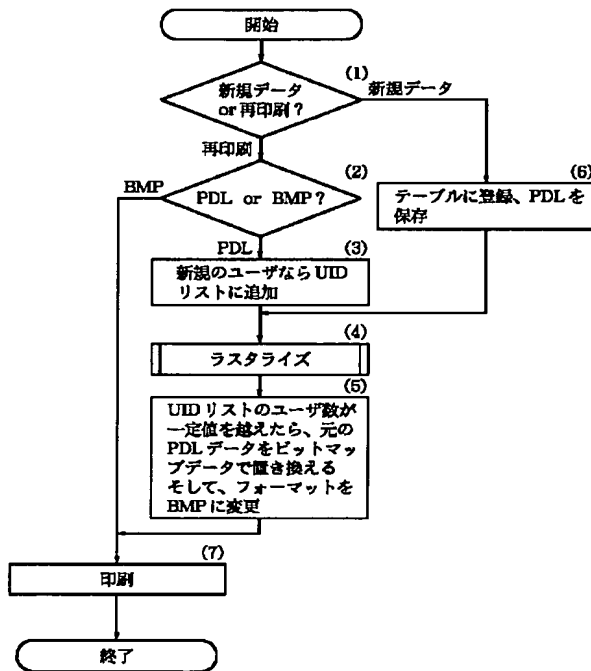 開始
(1)
新規データ
or 再印刷？
新規データ
再印刷
(2)
BMP
PDL or BMP？
(6)
テーブルに登録、PDLを
保存
PDL
(3)
新規のユーザなら UID
リストに追加
(4)
ラスタライズ
(5)
UID リストのユーザ数が
一定値を越えたら、元の
PDLデータをビットマッ
プデータで置き換える
そして、フォーマットを
BMPに変更
(7)
印刷
終了